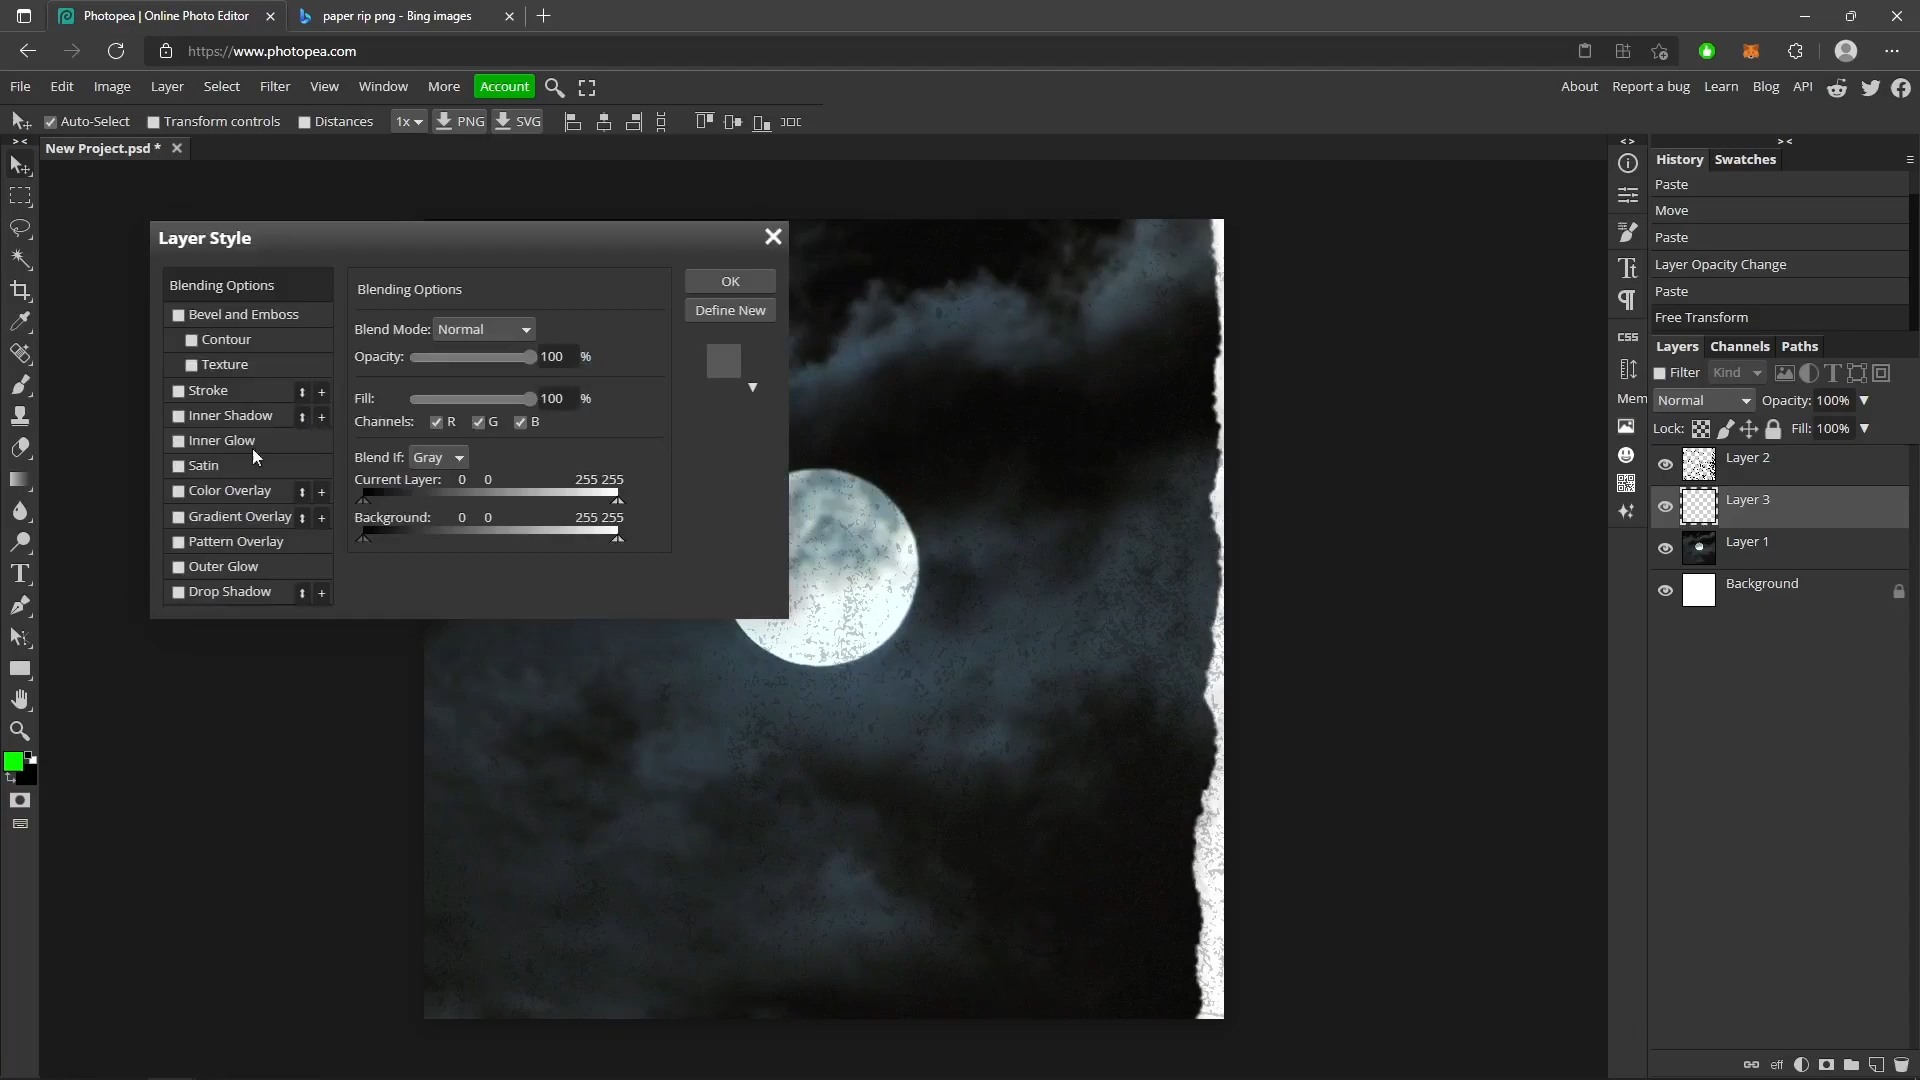 Photopea | Online Photo Editor
paper rip png - Bing images
https://www.photopea.com
File Edit Image Layer Select Filter View Window More Account
About Report a bug Learn Blog API
Auto-Select Transform controls Distances 1x PNG SVG
New Project.psd *
History Swatches
Paste
Move
Paste
Layer Opacity Change
Paste
Free Transform
Layer Style
Blending Options
Bevel and Emboss
Contour
Texture
Stroke
Inner Shadow
Inner Glow
Satin
Color Overlay
Gradient Overlay
Pattern Overlay
Outer Glow
Drop Shadow
Blending Options
Blend Mode: Normal
Opacity: 100 %
Fill: 100 %
Channels: R G B
Blend If: Gray
Current Layer: 0 0 255 255
Background: 0 0 255 255
OK
Define New
CSS
Mem
Layers Channels Paths
Filter Kind
Normal Opacity: 100%
Lock: Fill: 100%
Layer 2
Layer 3
Layer 1
Background
eff